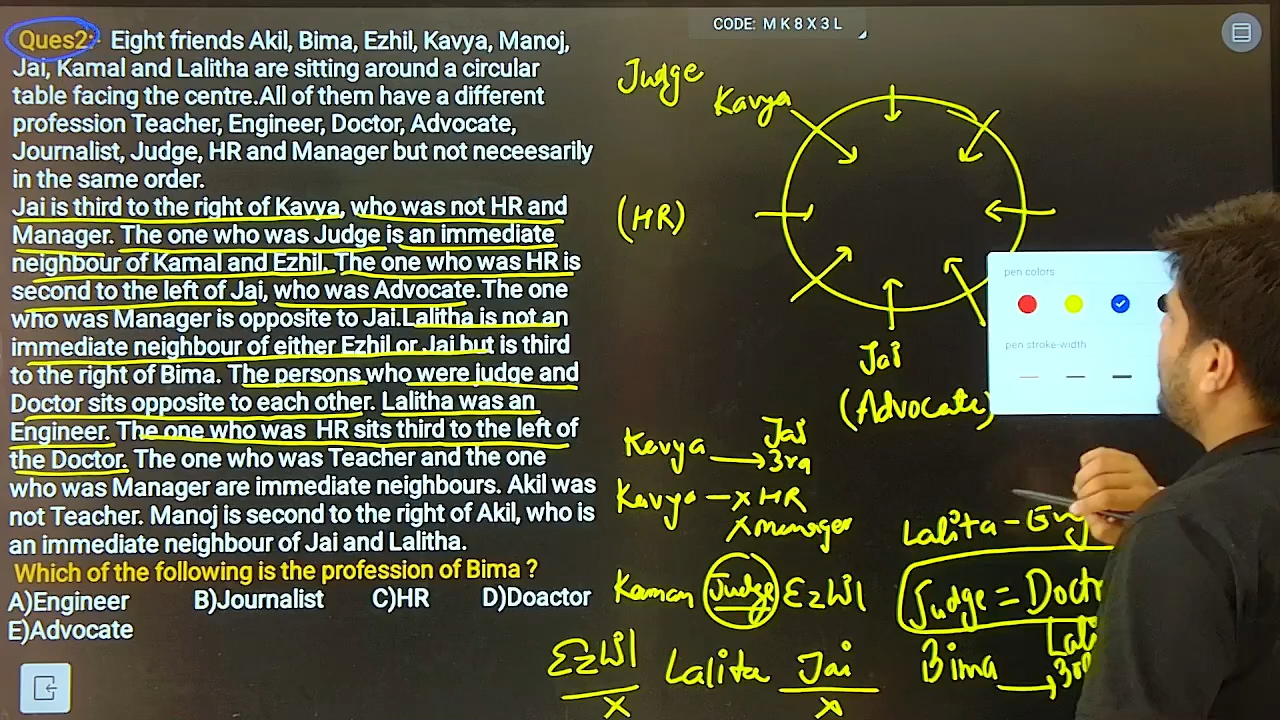 CODE: M K 8 X 3 L
Ques2:- Eight friends Akil, Bima, Ezhil, Kavya, Manoj,
Jai, Kamal and Lalitha are sitting around a circular
table facing the centre.All of them have a different
profession Teacher, Engineer, Doctor, Advocate,
Journalist, Judge, HR and Manager but not neceesarily
in the same order.
Jai is third to the right of Kavya, who was not HR and
Manager. The one who was Judge is an immediate
neighbour of Kamal and Ezhil. The one who was HR is
second to the left of Jai, who was Advocate.The one
who was Manager is opposite to Jai.Lalitha is not an
immediate neighbour of either Ezhil or Jai but is third
to the right of Bima. The persons who were judge and
Doctor sits opposite to each other. Lalitha was an
Engineer. The one who was HR sits third to the left of
the Doctor. The one who was Teacher and the one
who was Manager are immediate neighbours. Akil was
not Teacher. Manoj is second to the right of Akil, who is
an immediate neighbour of Jai and Lalitha.
Which of the following is the profession of Bima ?
A)Engineer B)Journalist C)HR D)Doactor
E)Advocate
Judge
Kavya
(HR)
Jai
(Advocate)
Kavya → Jai
3rd
Kavya – x HR
x manager
Kaman Judge Ezhil
Ezhil Lalita Jai
x x
Lalita –
Judge =
Bima →
pen colors
pen stroke-width